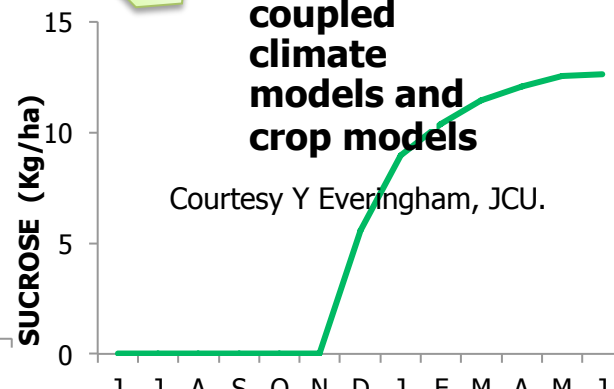 coupled
climate
models and
crop models
Courtesy Y Everingham, JCU.
SUCROSE (Kg/ha)
15
10
5
0
J J A S O N D J F M A M J